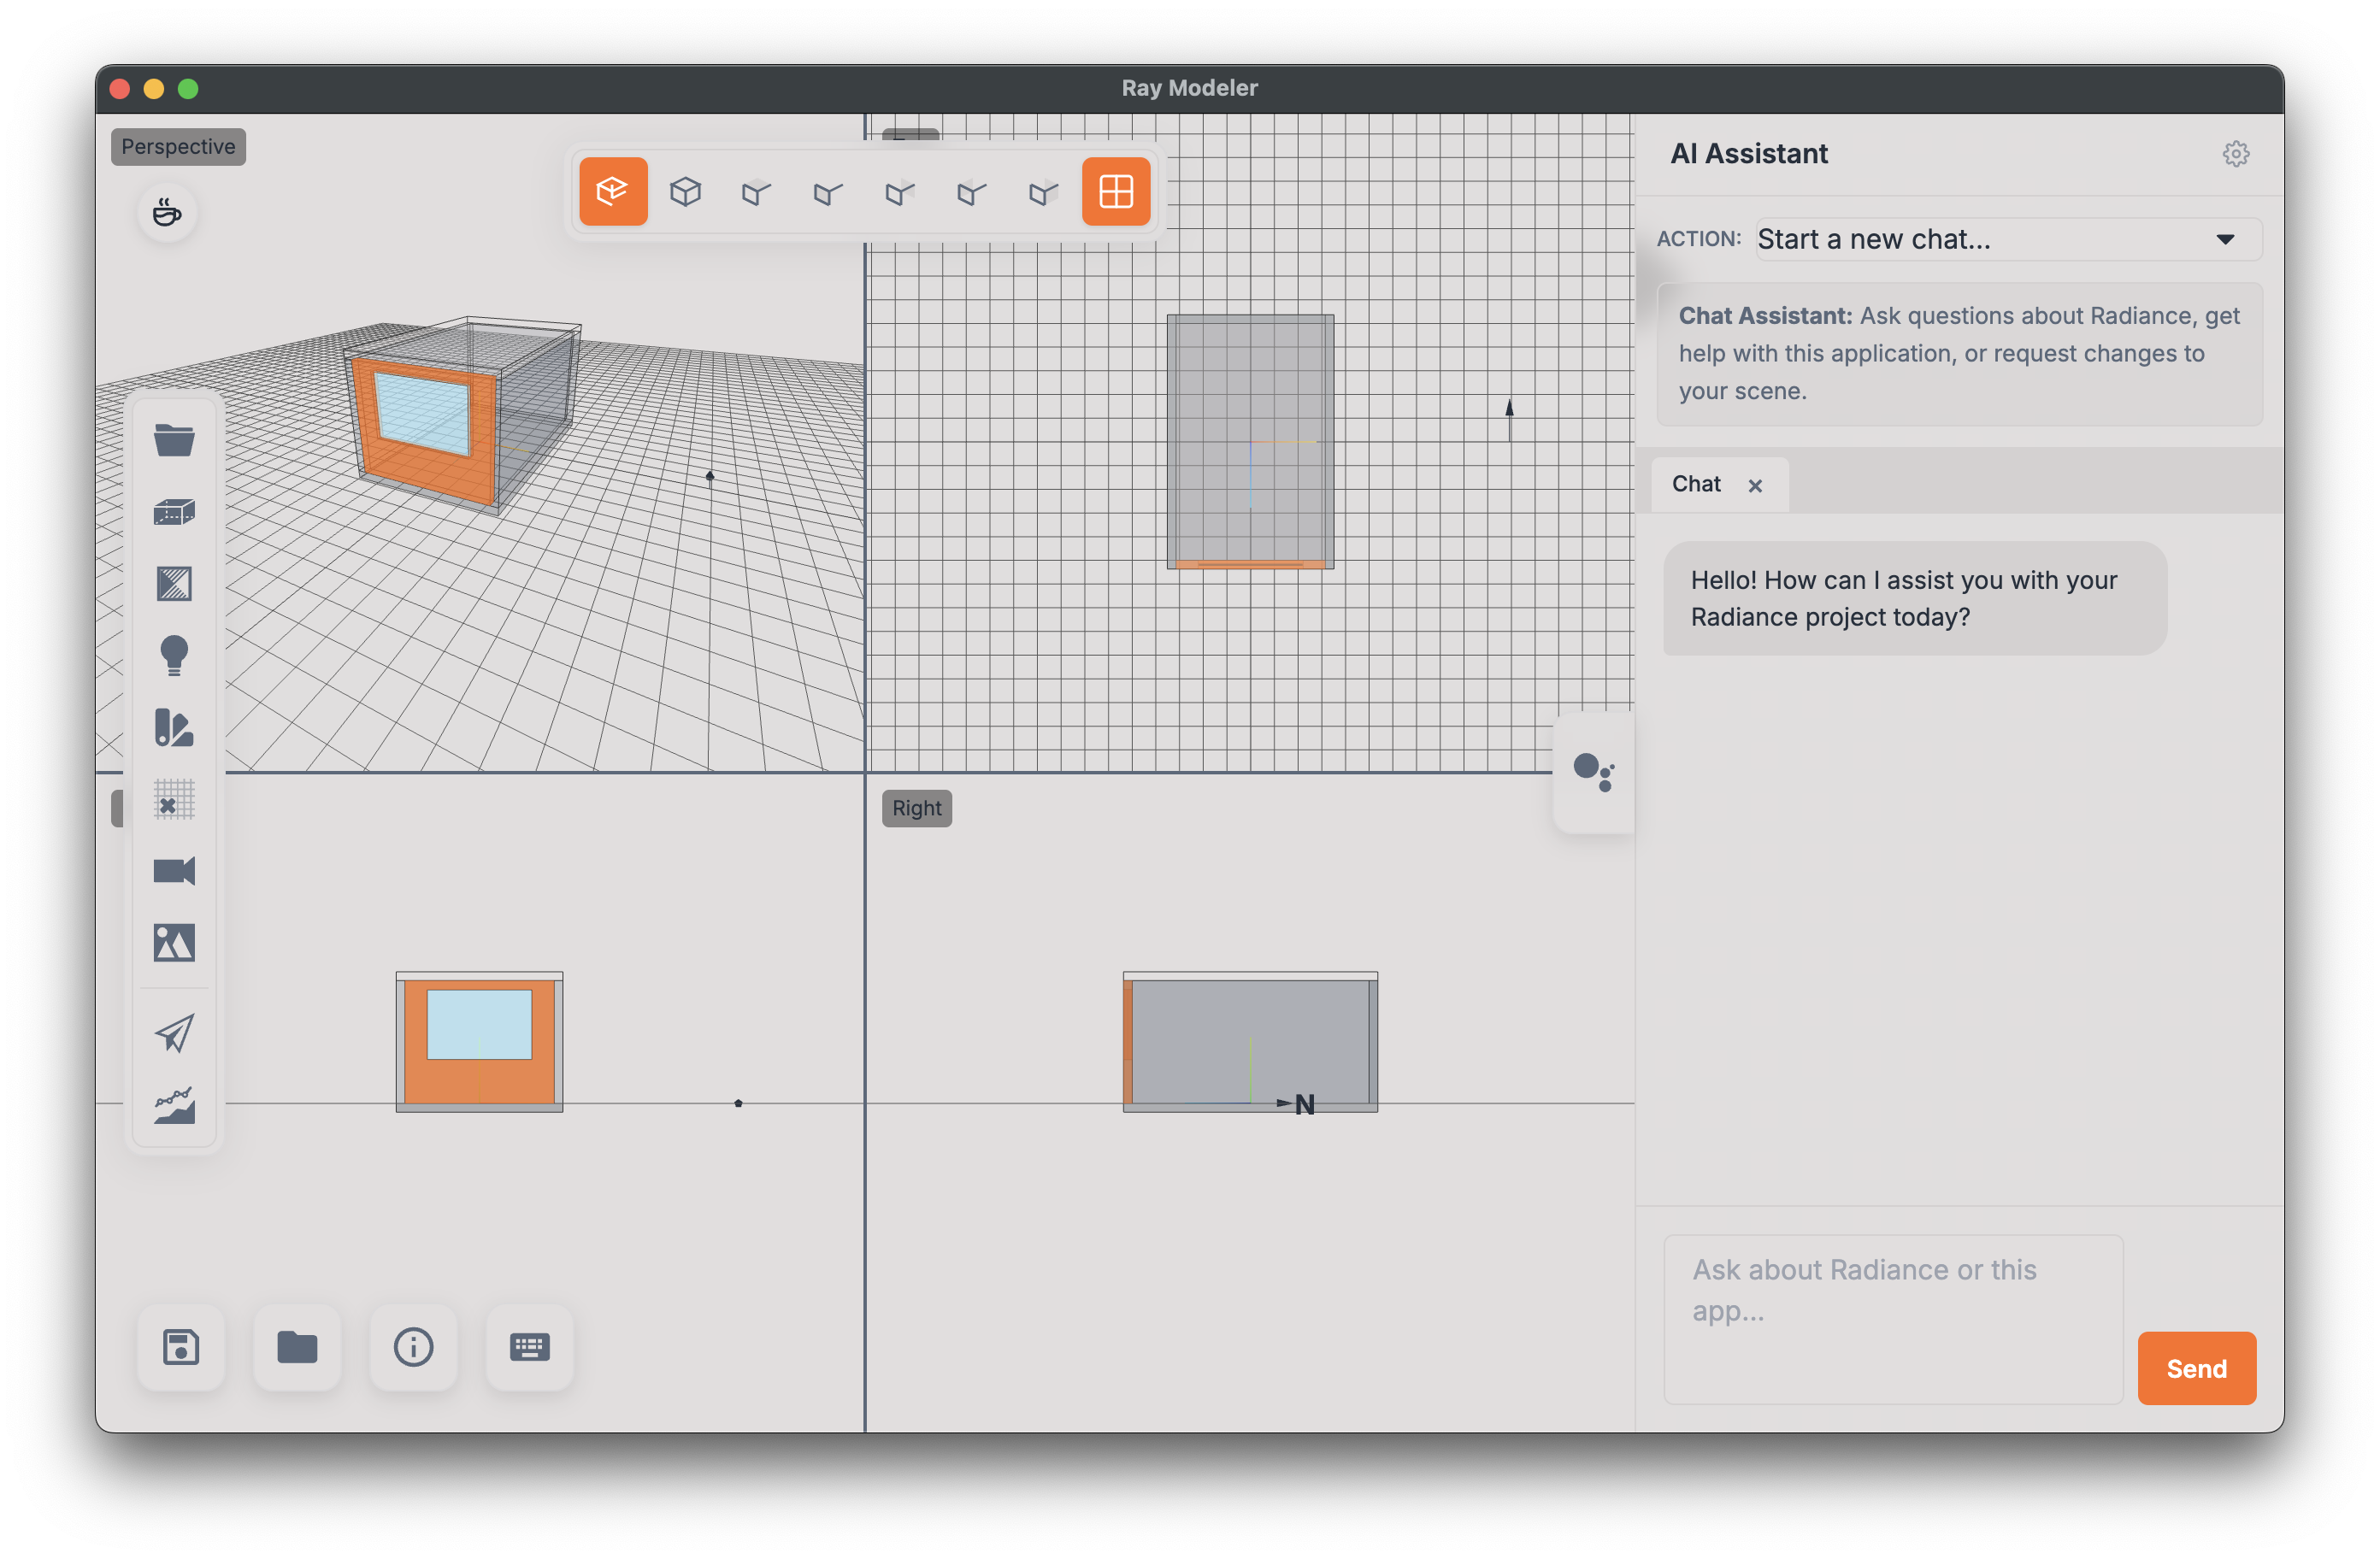 Ray Modeler
Perspective
AI Assistant
ACTION: Start a new chat...
Chat Assistant: Ask questions about Radiance, get
help with this application, or request changes to
your scene.
Chat ×
Hello! How can I assist you with your
Radiance project today?
Right
N
Ask about Radiance or this
app...
Send